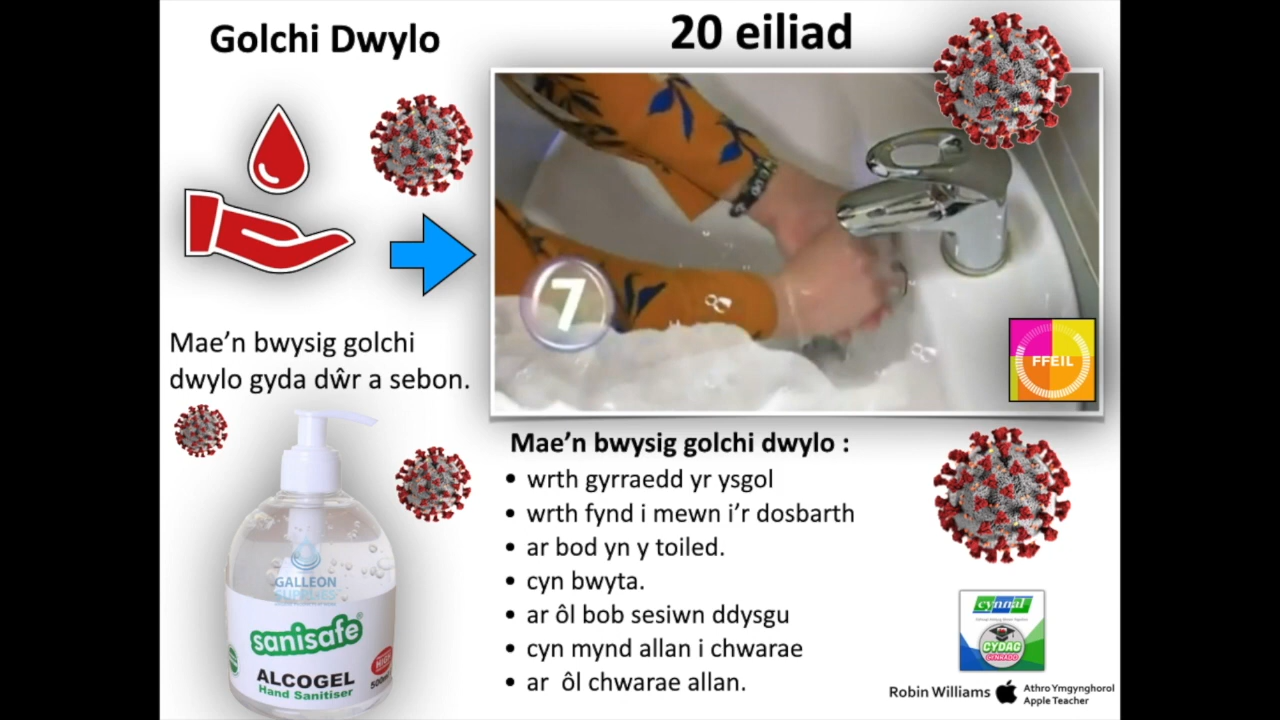 Golchi Dwylo
20 eiliad
7
FFEIL
Mae’n bwysig golchi
dwylo gyda dŵr a sebon.
GALLEON
SUPPLIES
sanisafe
ALCOGEL
Hand Sanitiser
HIGH
500ml
Mae’n bwysig golchi dwylo :
• wrth gyrraedd yr ysgol
• wrth fynd i mewn i’r dosbarth
• ar bod yn y toiled.
• cyn bwyta.
• ar ôl bob sesiwn ddysgu
• cyn mynd allan i chwarae
• ar  ôl chwarae allan.
cynnal
CYDAG
Robin Williams
Athro Ymgynghorol
Apple Teacher